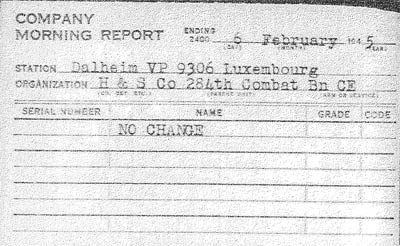 COMPANY
MORNING REPORT ENDING 2400 6 February 1945
(DAY) (MONTH) (YEAR)
STATION Dalheim VP 9306 Luxembourg
ORGANIZATION H & S Co 284th Combat Bn CE
(CO, DET, ETC.) (PARENT UNIT) (ARM OR SERVICE)
SERIAL NUMBER NAME GRADE CODE
NO CHANGE